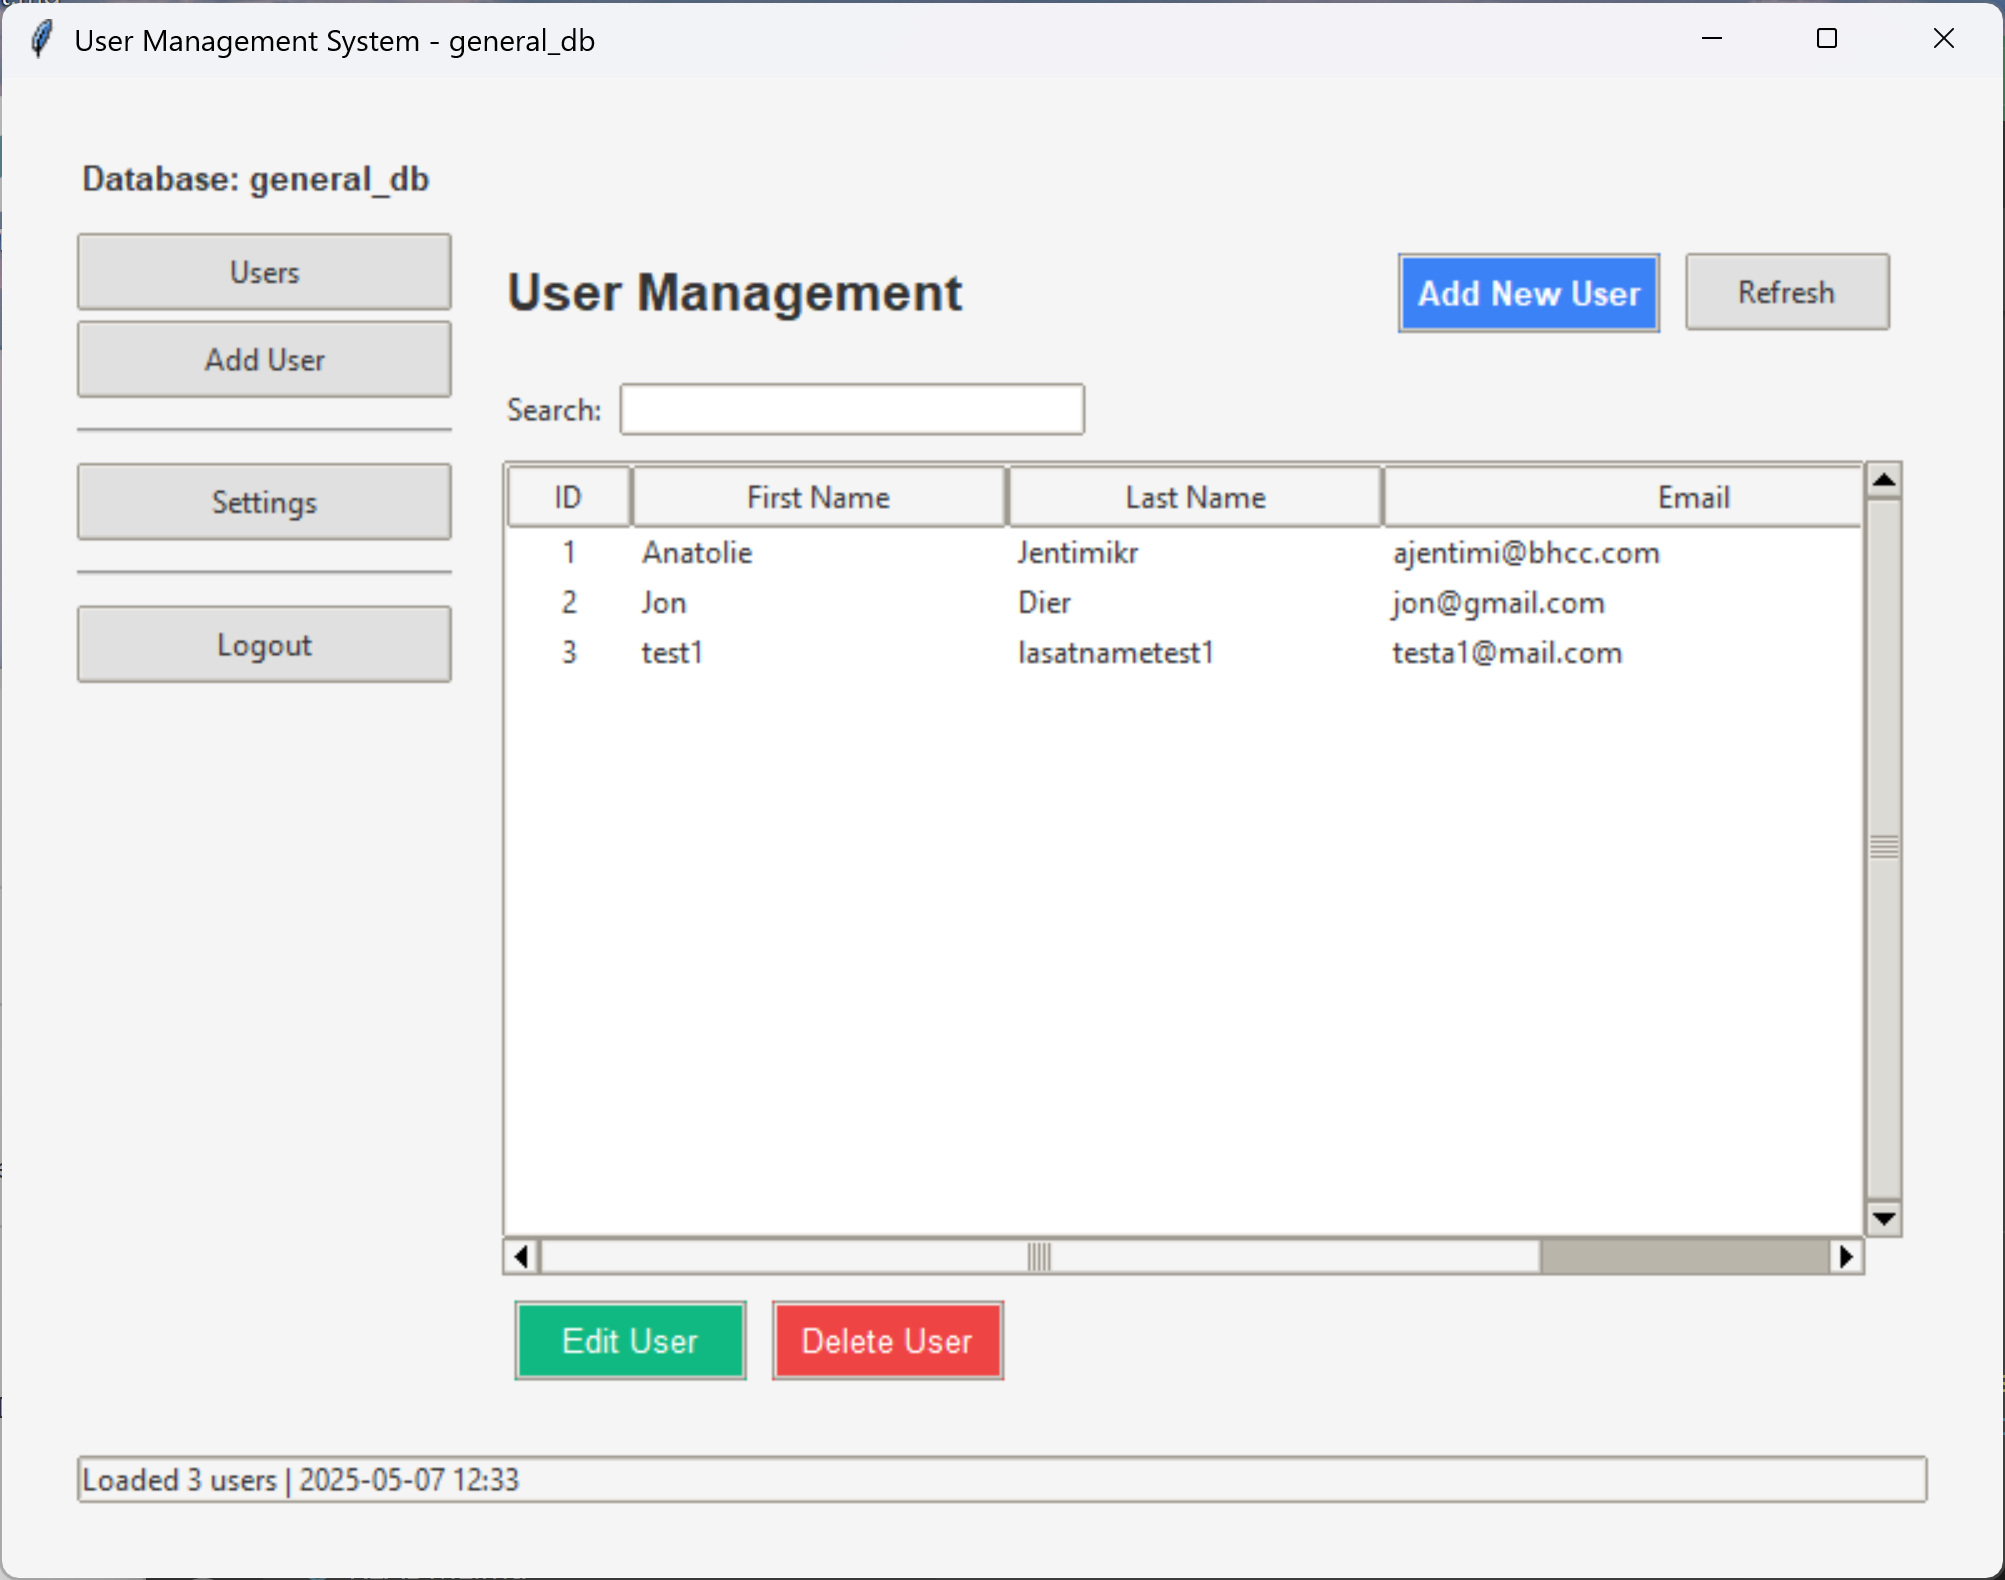 User Management System - general_db
Database: general_db
Users
Add User
Settings
Logout
User Management
Add New User
Refresh
Search:
ID First Name Last Name Email
1 Anatolie Jentimikr ajentimi@bhcc.com
2 Jon Dier jon@gmail.com
3 test1 lasatnametest1 testa1@mail.com
Edit User
Delete User
Loaded 3 users | 2025-05-07 12:33